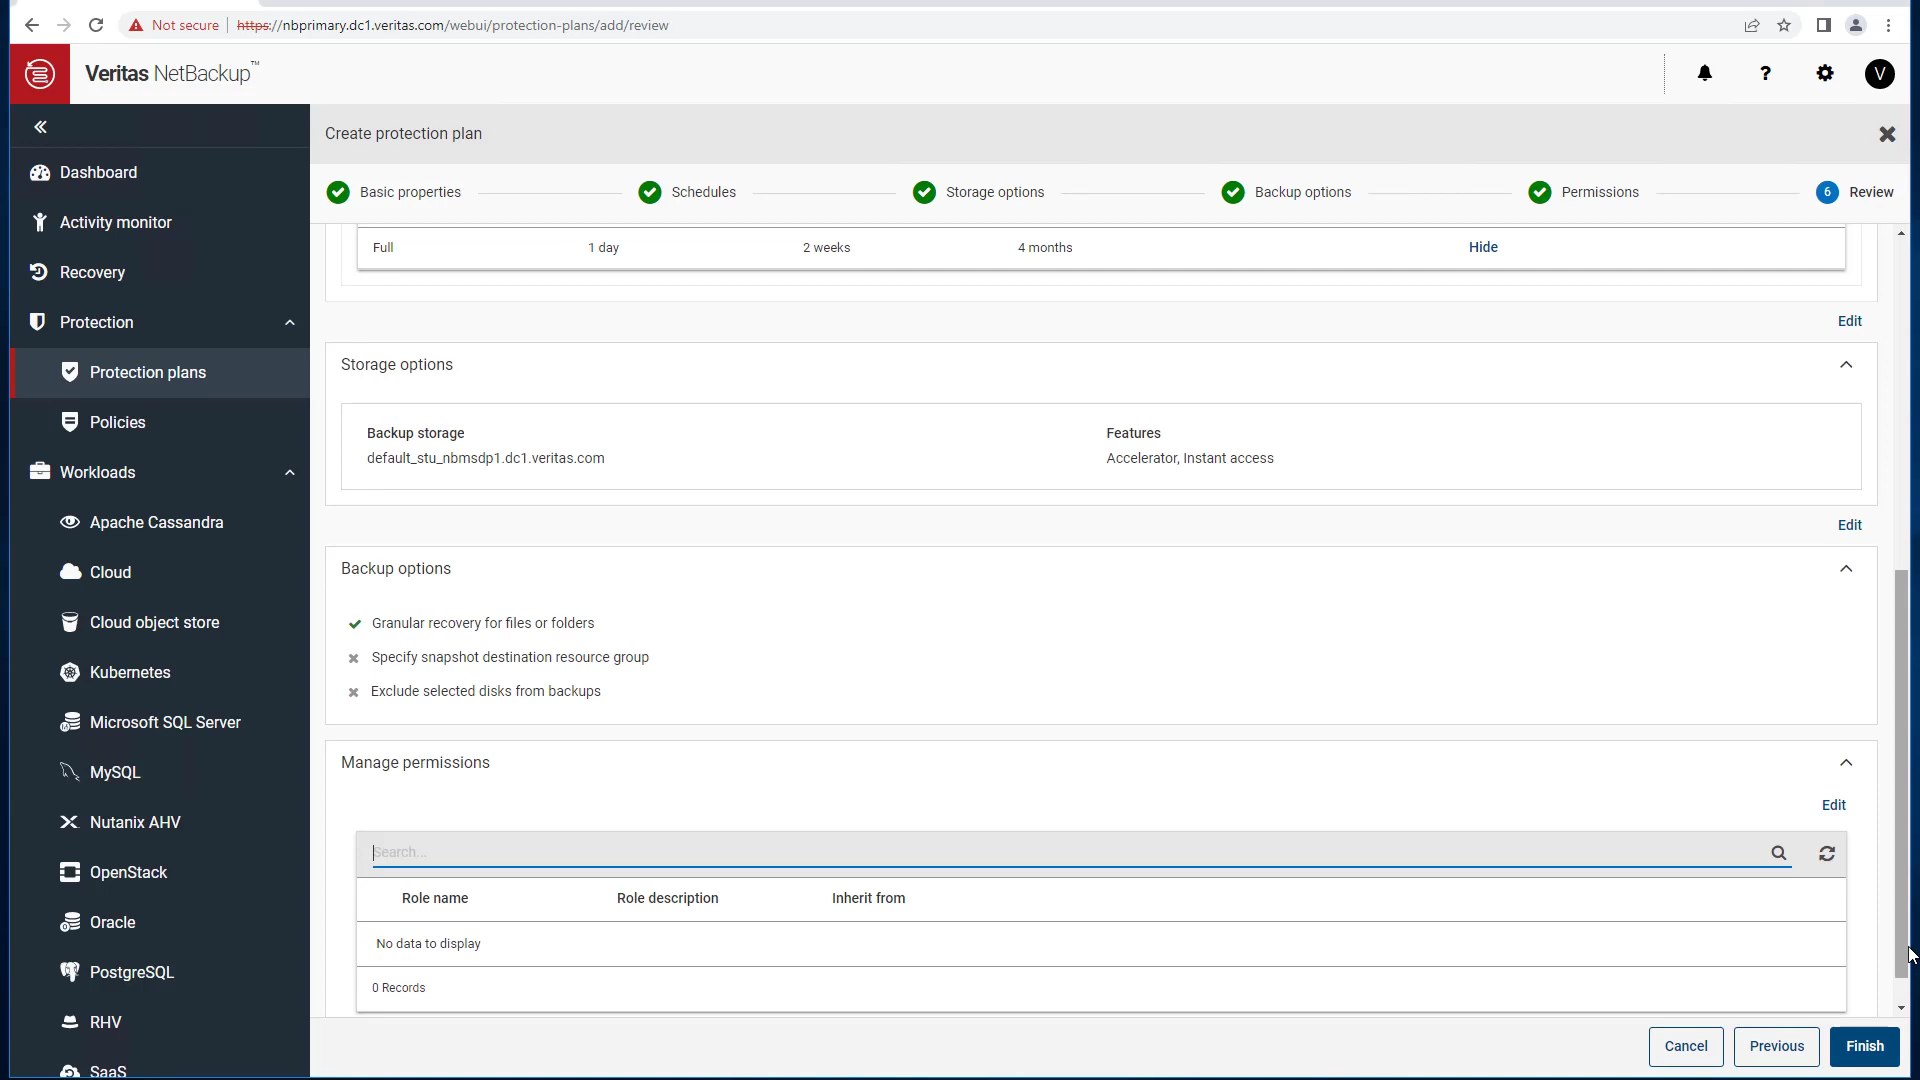 Not secure https://nbprimary.dc1.veritas.com/webui/protection-plans/add/review
Veritas NetBackup™
?
V
Create protection plan
Basic properties
Schedules
Storage options
Backup options
Permissions
6 Review
Dashboard
Activity monitor
Recovery
Protection
Protection plans
Policies
Workloads
Apache Cassandra
Cloud
Cloud object store
Kubernetes
Microsoft SQL Server
MySQL
Nutanix AHV
OpenStack
Oracle
PostgreSQL
RHV
SaaS
Full 1 day 2 weeks 4 months Hide
Edit
Storage options
Backup storage Features
default_stu_nbmsdp1.dc1.veritas.com Accelerator, Instant access
Edit
Backup options
Granular recovery for files or folders
Specify snapshot destination resource group
Exclude selected disks from backups
Manage permissions
Edit
Search...
Role name Role description Inherit from
No data to display
0 Records
Cancel Previous Finish